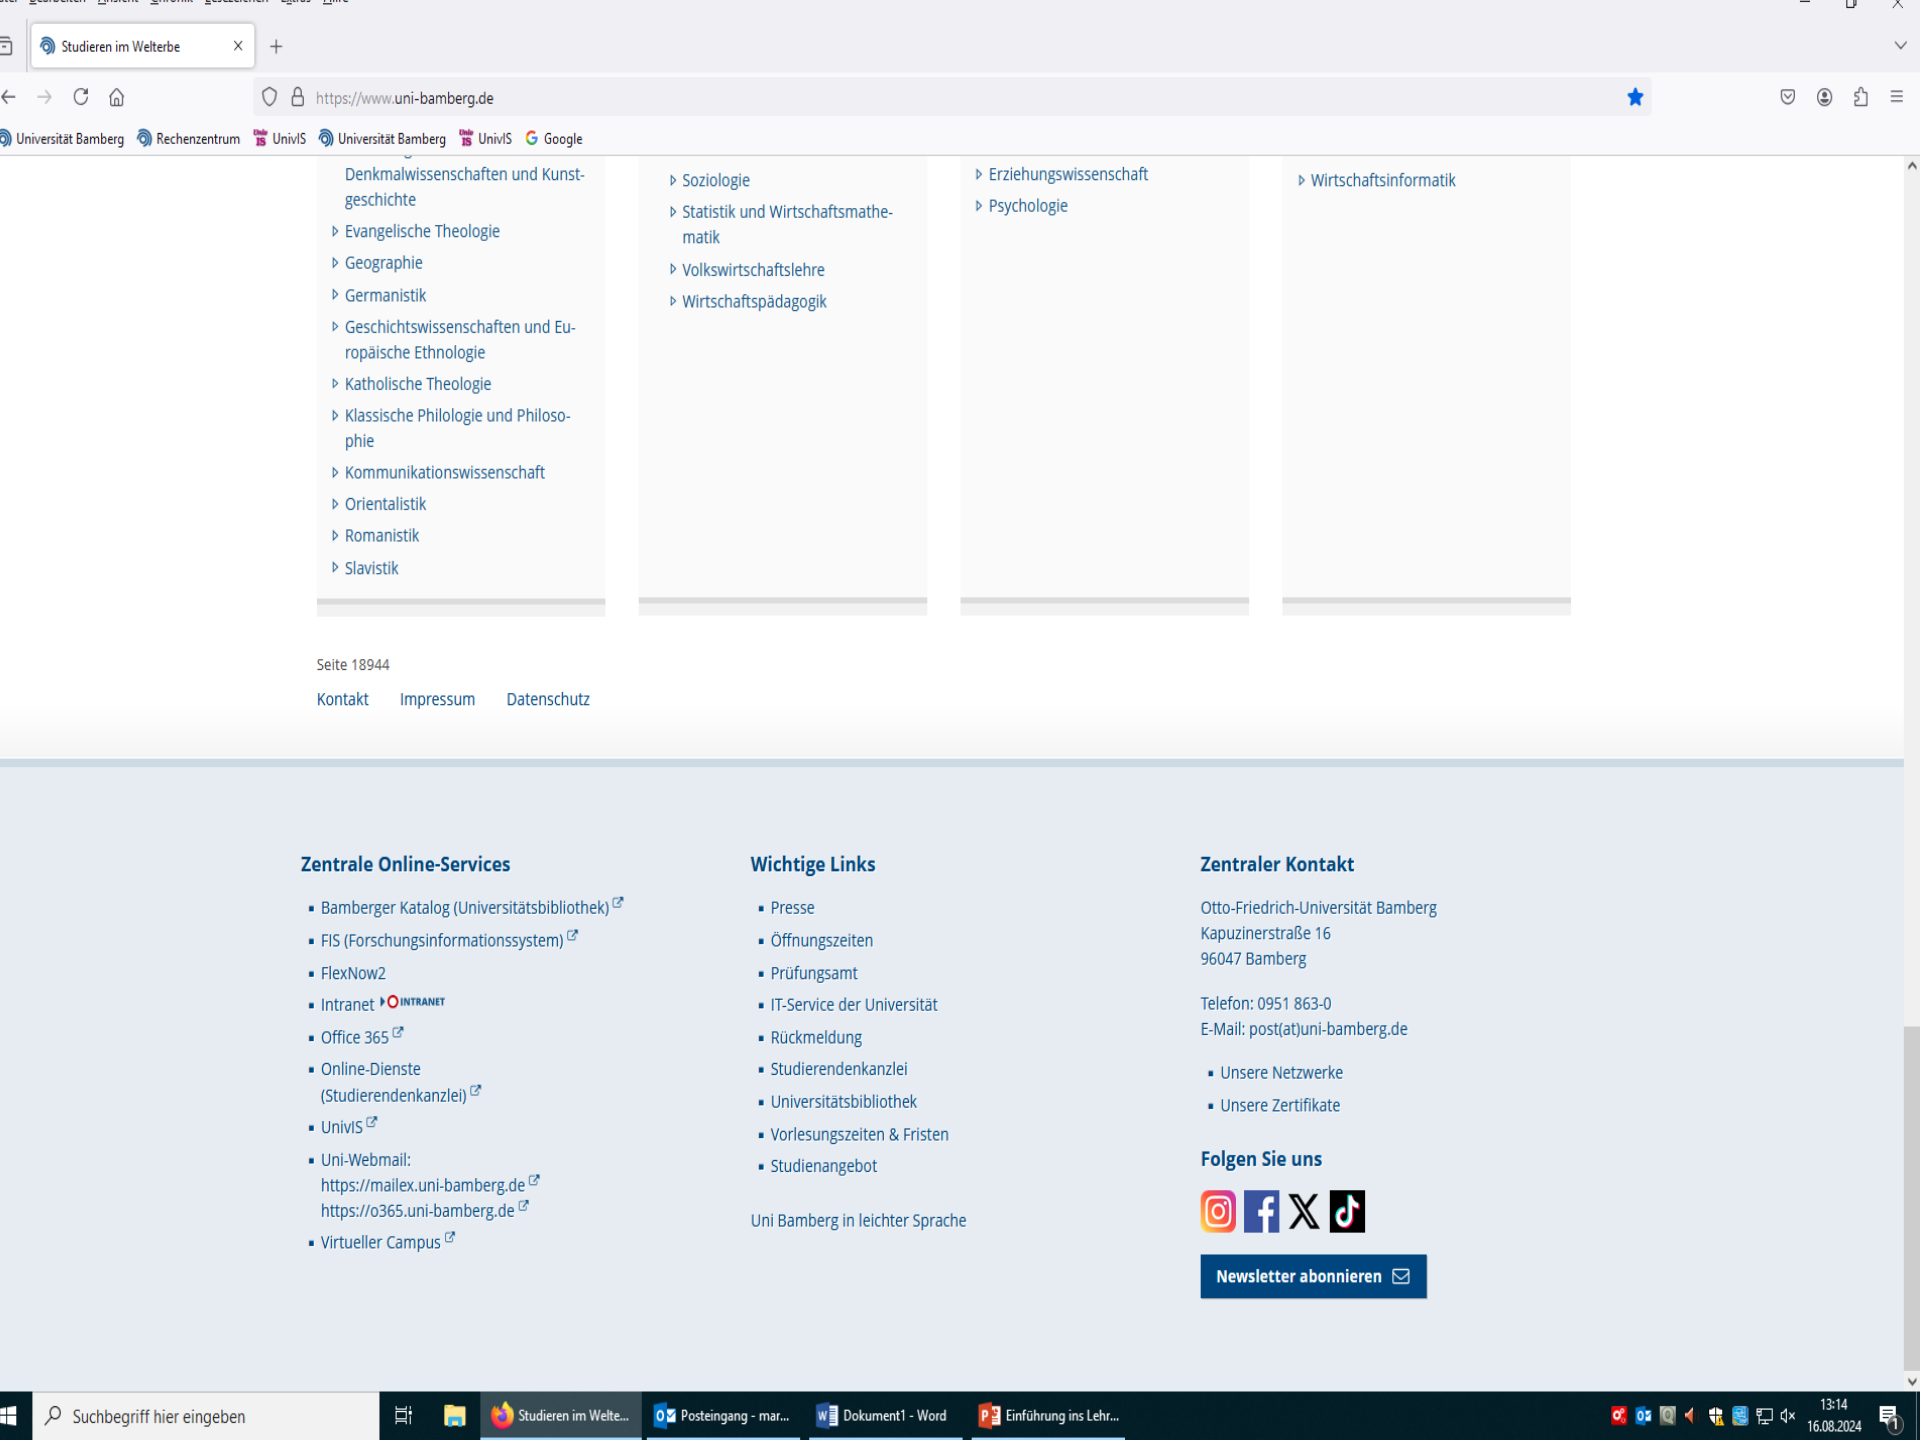 Studieren im Welterbe
https://www.uni-bamberg.de
Universität Bamberg Rechenzentrum UnivIS Universität Bamberg UnivIS Google
Denkmalwissenschaften und Kunst-
geschichte
Evangelische Theologie
Geographie
Germanistik
Geschichtswissenschaften und Eu-
ropäische Ethnologie
Katholische Theologie
Klassische Philologie und Philoso-
phie
Kommunikationswissenschaft
Orientalistik
Romanistik
Slavistik
Soziologie
Statistik und Wirtschaftsmathe-
matik
Volkswirtschaftslehre
Wirtschaftspädagogik
Erziehungswissenschaft
Psychologie
Wirtschaftsinformatik
Seite 18944
Kontakt Impressum Datenschutz
Zentrale Online-Services
Bamberger Katalog (Universitätsbibliothek)
FIS (Forschungsinformationssystem)
FlexNow2
Intranet INTRANET
Office 365
Online-Dienste
(Studierendenkanzlei)
UnivIS
Uni-Webmail:
https://mailex.uni-bamberg.de
https://o365.uni-bamberg.de
Virtueller Campus
Wichtige Links
Presse
Öffnungszeiten
Prüfungsamt
IT-Service der Universität
Rückmeldung
Studierendenkanzlei
Universitätsbibliothek
Vorlesungszeiten & Fristen
Studienangebot
Uni Bamberg in leichter Sprache
Zentraler Kontakt
Otto-Friedrich-Universität Bamberg
Kapuzinerstraße 16
96047 Bamberg
Telefon: 0951 863-0
E-Mail: post(at)uni-bamberg.de
Unsere Netzwerke
Unsere Zertifikate
Folgen Sie uns
Newsletter abonnieren
Suchbegriff hier eingeben
Studieren im Welte...
Posteingang - mar...
Dokument1 - Word
Einführung ins Lehr...
13:14
16.08.2024
1